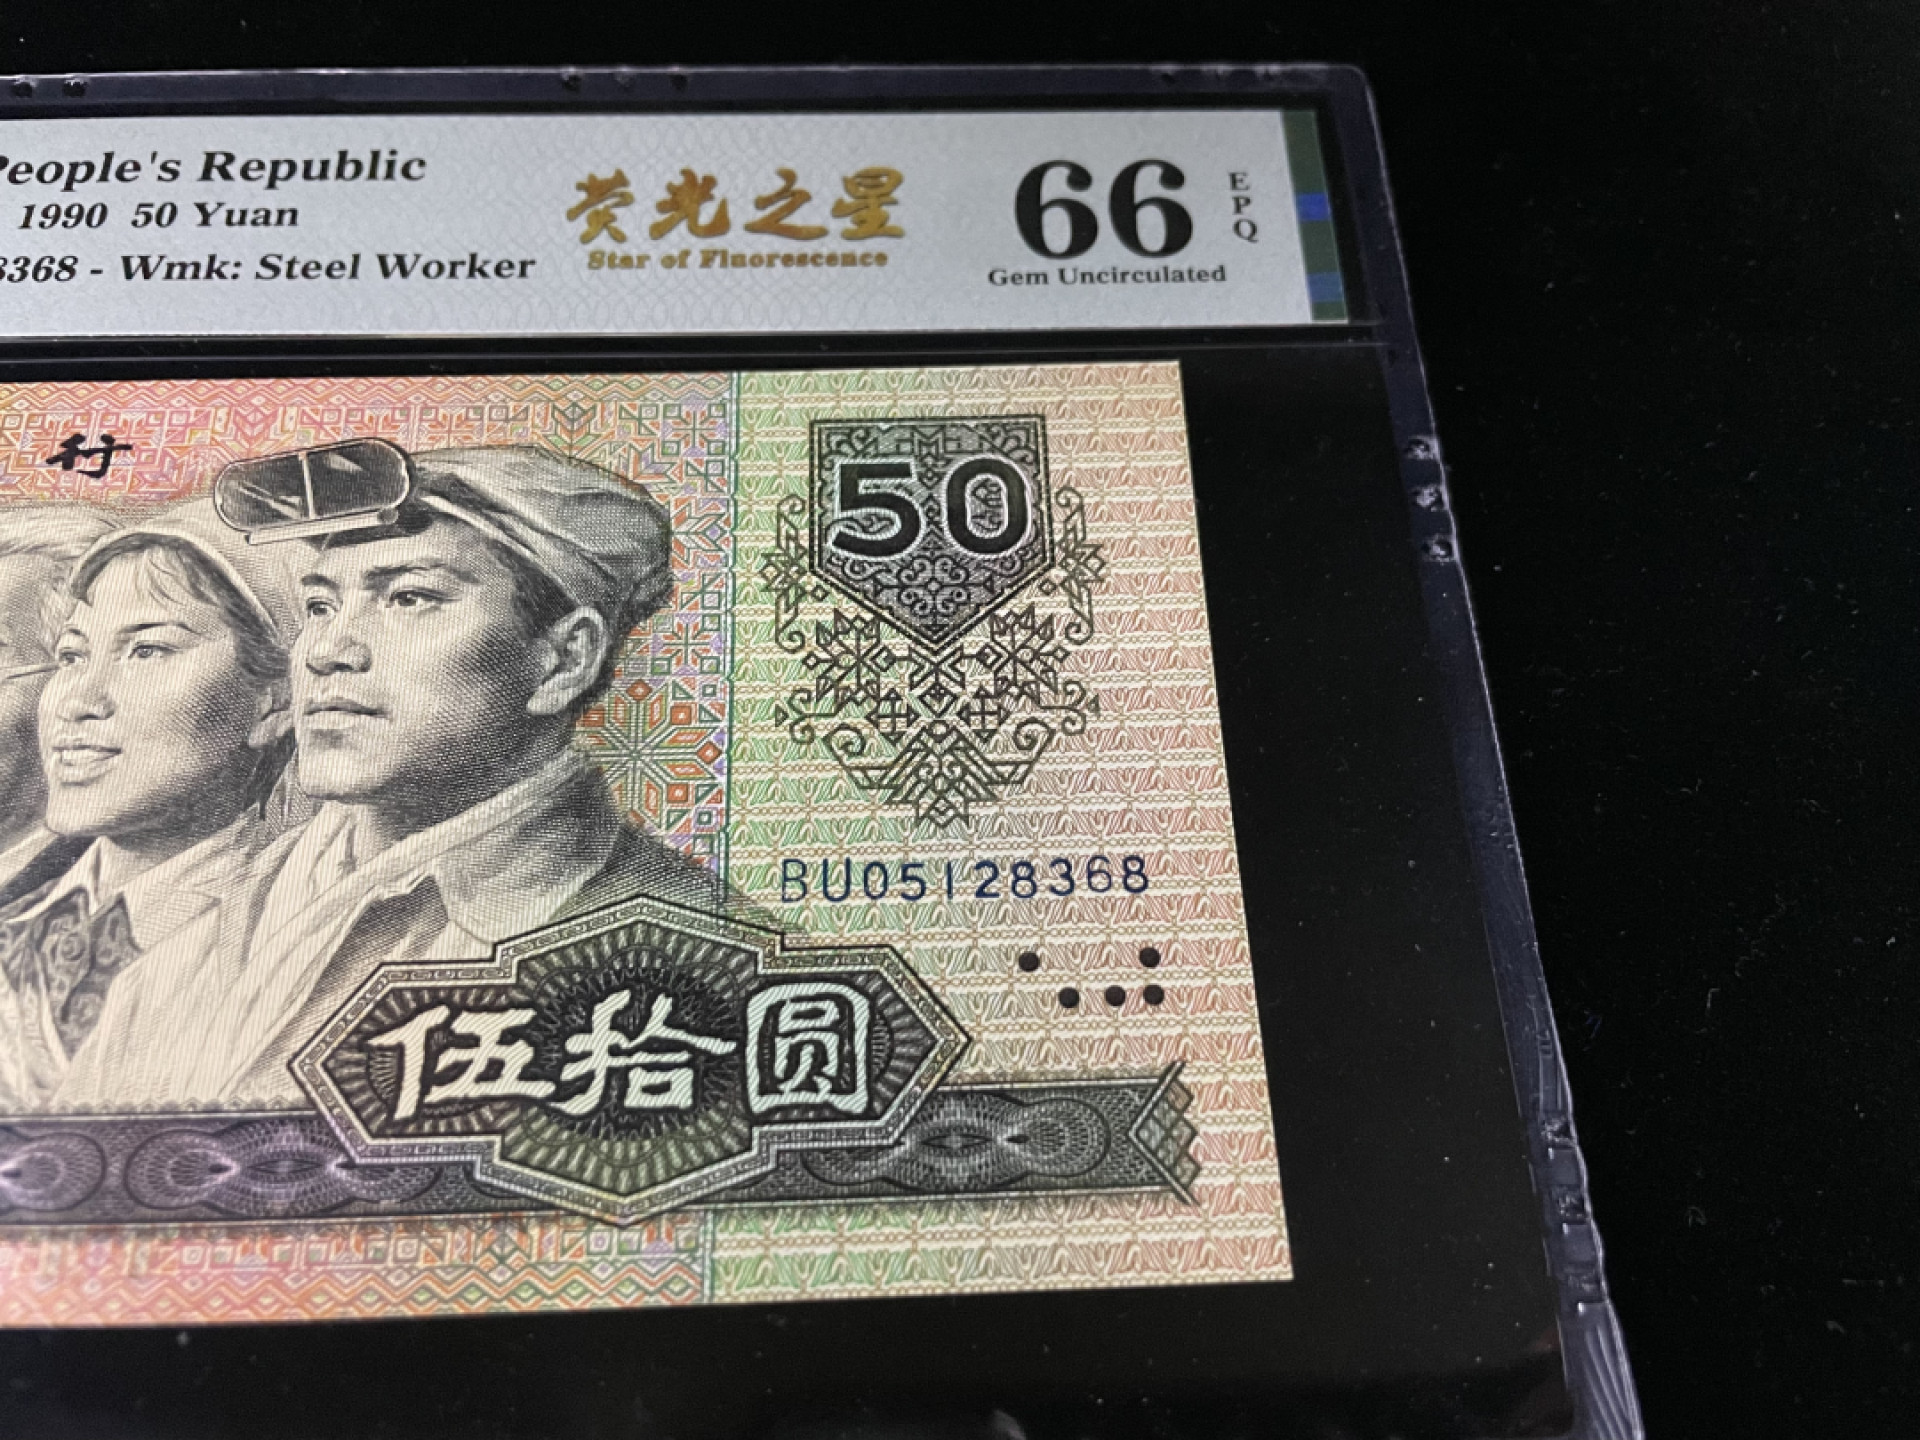 People's Republic
1990 50 Yuan
8368 - Wmk: Steel Worker
荧光之星
Star of Fluorescence
66
EPQ
Gem Uncirculated
行
50
BU05128368
伍拾圆